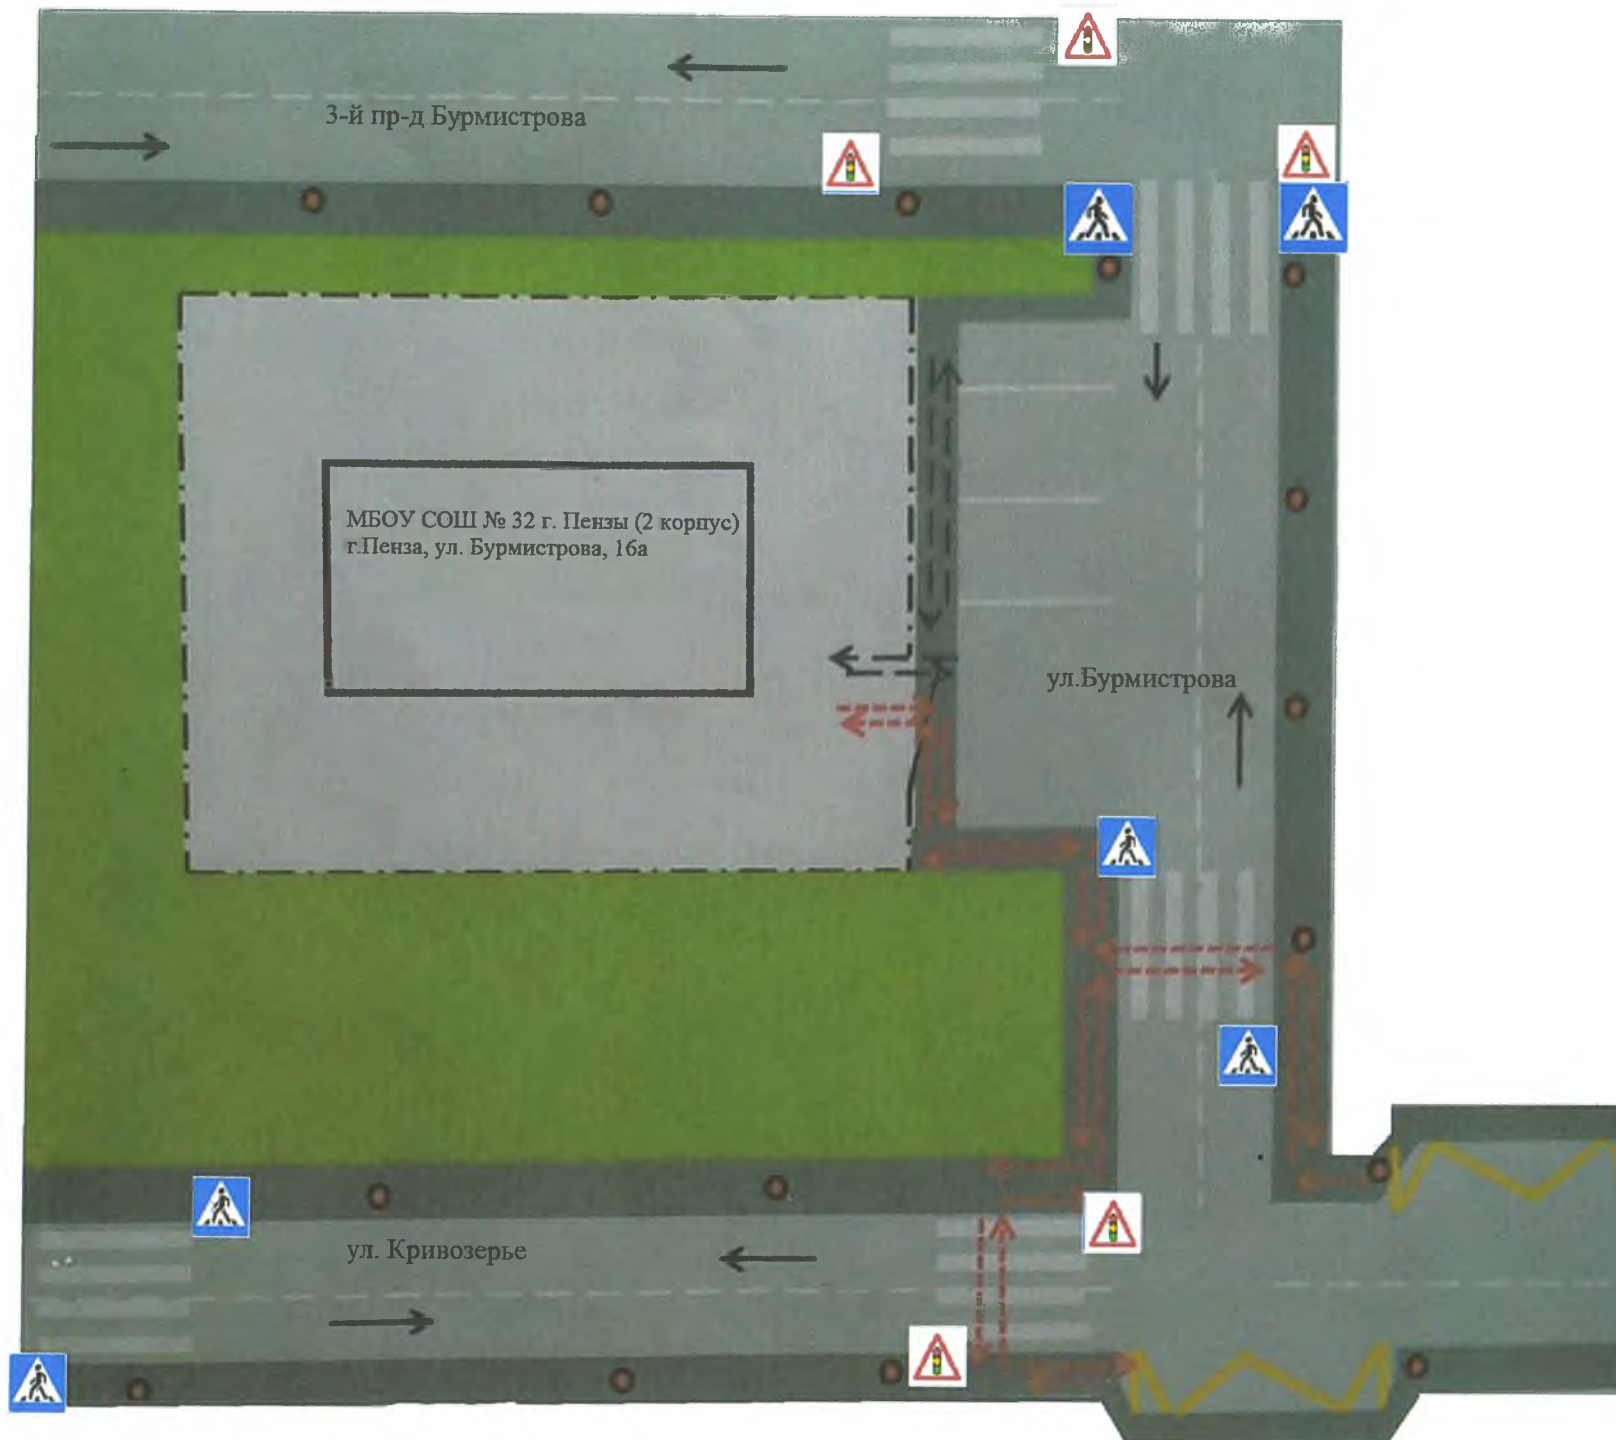 3-й пр-д Бурмистрова
МБОУ СОШ № 32 г. Пензы (2 корпус)
г.Пенза, ул. Бурмистрова, 16а
ул.Бурмистрова
ул. Кривозерье